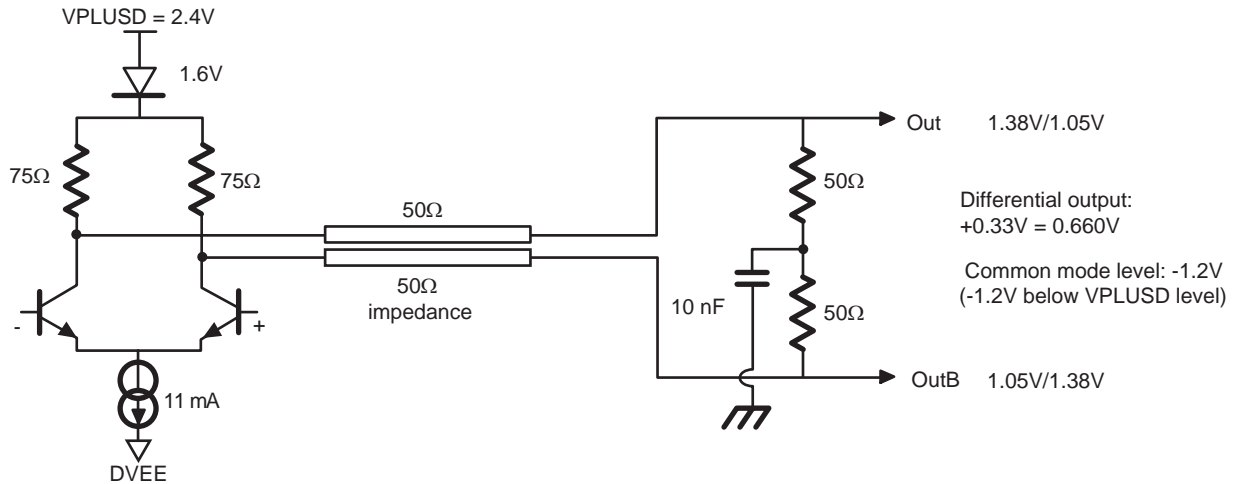 VPLUSD = 2.4V
1.6V
75Ω
75Ω
50Ω
50Ω
impedance
-
+
11 mA
DVEE
10 nF
50Ω
50Ω
Out 1.38V/1.05V
Differential output:
+0.33V = 0.660V
Common mode level: -1.2V
(-1.2V below VPLUSD level)
OutB 1.05V/1.38V